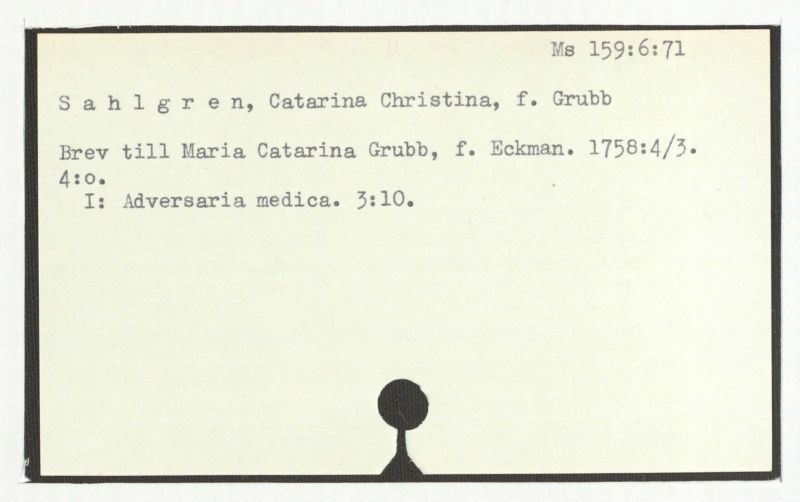 Ms 159:6:71
S a h l g r e n, Catarina Christina, f. Grubb
Brev till Maria Catarina Grubb, f. Eckman. 1758:4/3.
4:o.
I: Adversaria medica. 3:10.